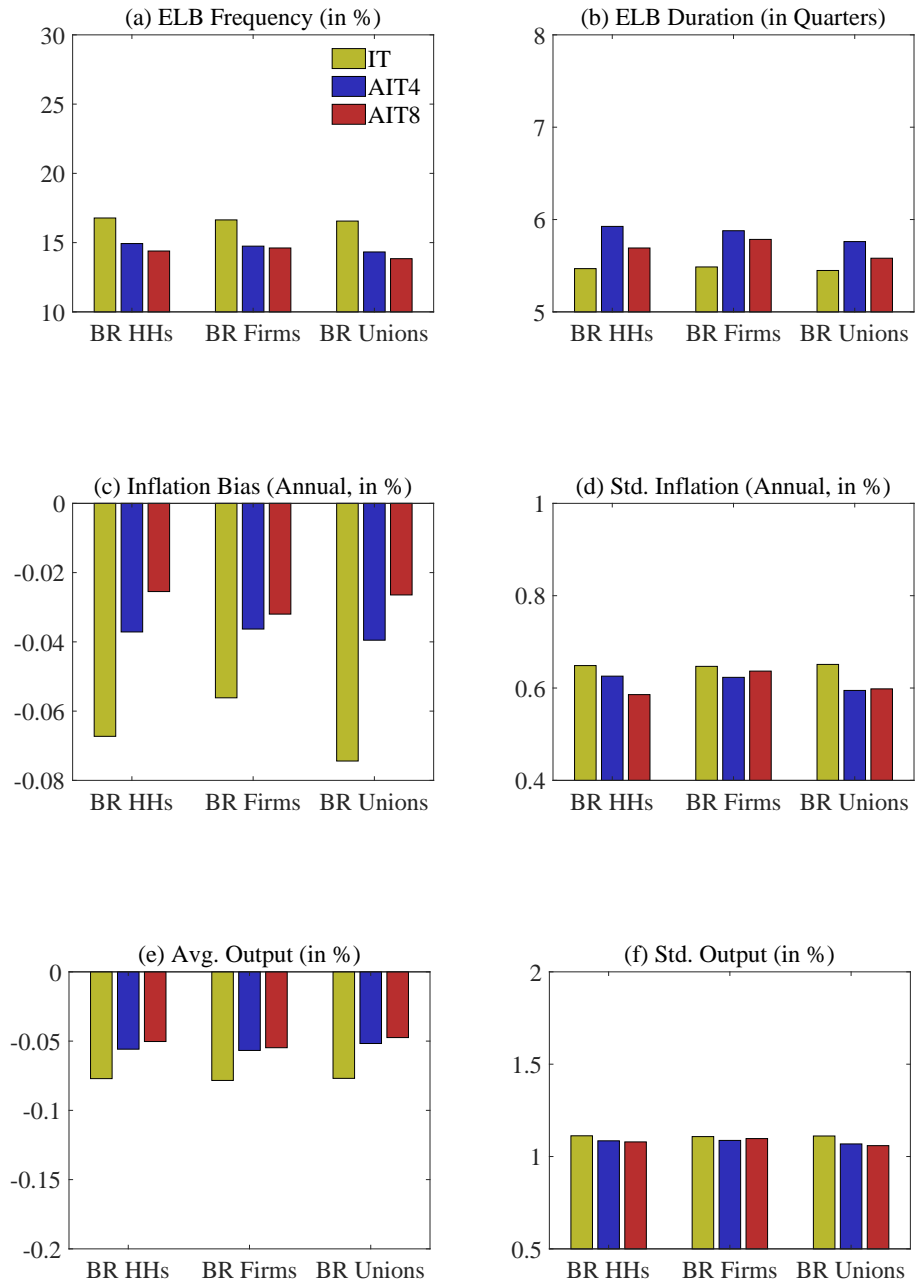 (a) ELB Frequency (in %)
30
25
20
15
10
IT
AIT4
AIT8
BR HHs BR Firms BR Unions
(b) ELB Duration (in Quarters)
8
7
6
5
BR HHs BR Firms BR Unions
(c) Inflation Bias (Annual, in %)
0
-0.02
-0.04
-0.06
-0.08
BR HHs BR Firms BR Unions
(d) Std. Inflation (Annual, in %)
1
0.8
0.6
0.4
BR HHs BR Firms BR Unions
(e) Avg. Output (in %)
0
-0.05
-0.1
-0.15
-0.2
BR HHs BR Firms BR Unions
(f) Std. Output (in %)
2
1.5
1
0.5
BR HHs BR Firms BR Unions